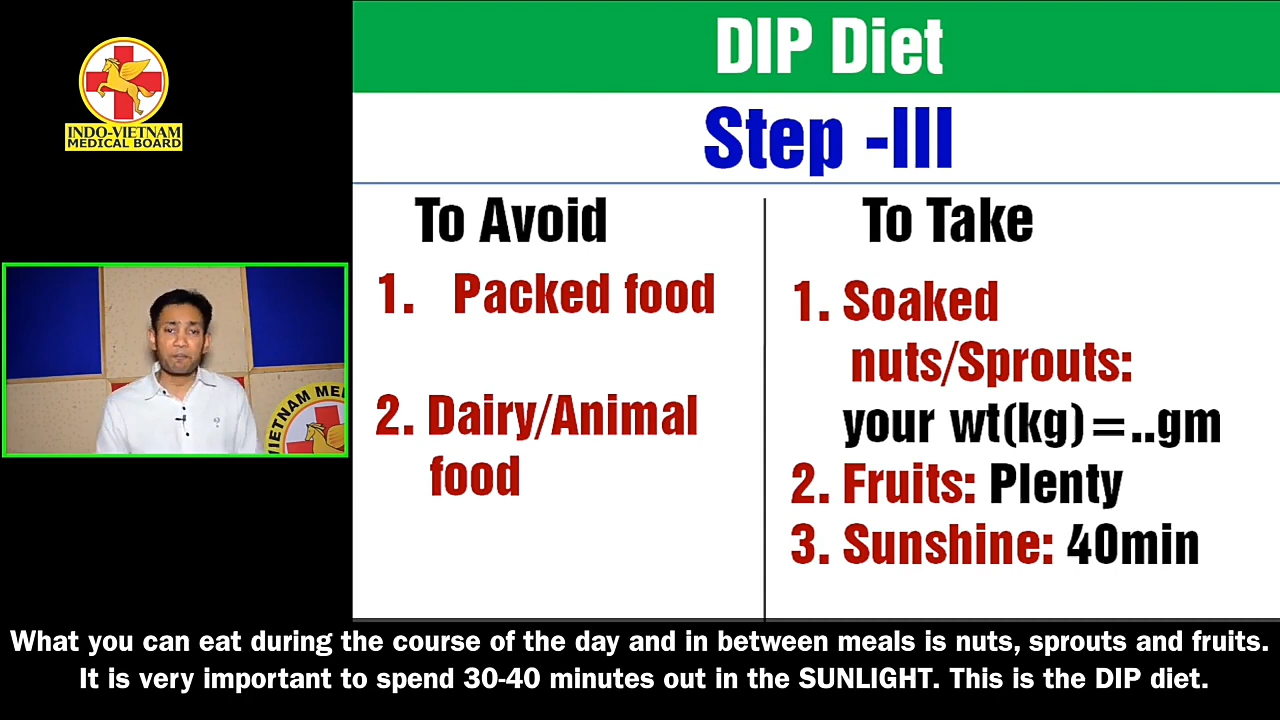 INDO-VIETNAM
MEDICAL BOARD
DIP Diet
Step -III
To Avoid
1. Packed food
2. Dairy/Animal
food
To Take
1. Soaked
nuts/Sprouts:
your wt(kg)=..gm
2. Fruits: Plenty
3. Sunshine: 40min
VIETNAM ME
What you can eat during the course of the day and in between meals is nuts, sprouts and fruits.
It is very important to spend 30-40 minutes out in the SUNLIGHT. This is the DIP diet.